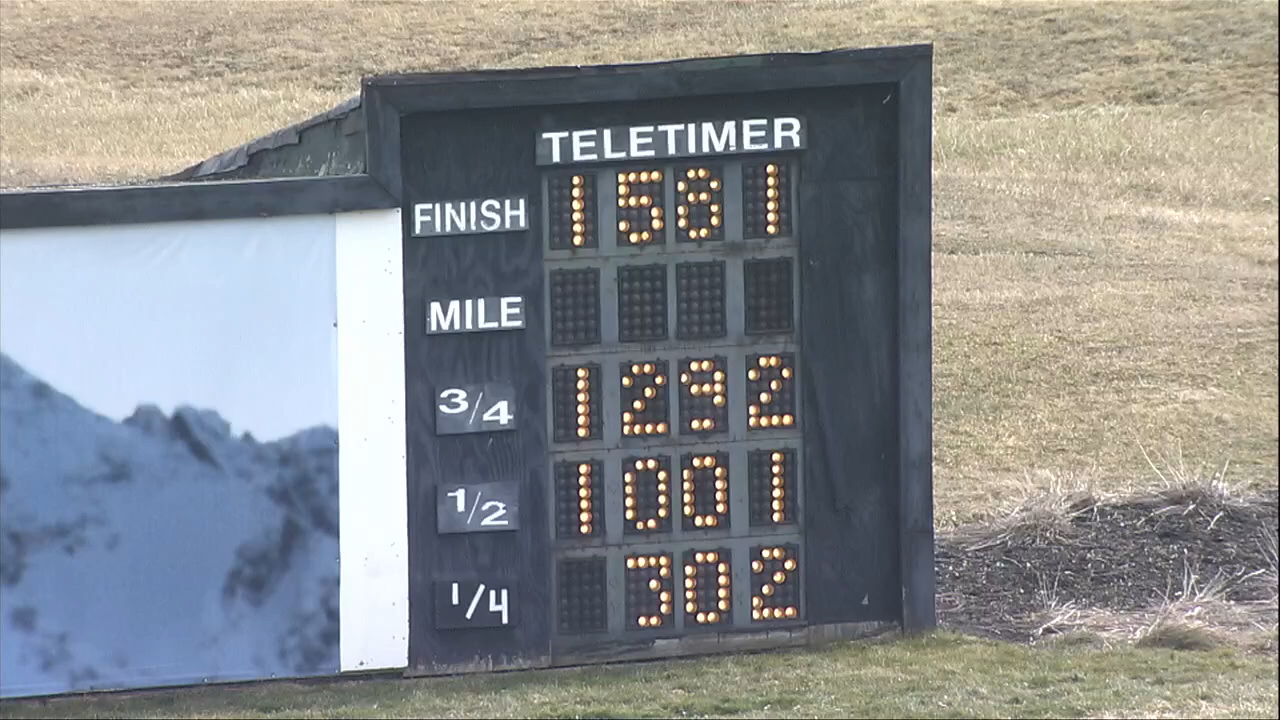 TELETIMER
FINISH 1581
MILE
3/4 1292
1/2 1001
1/4 302